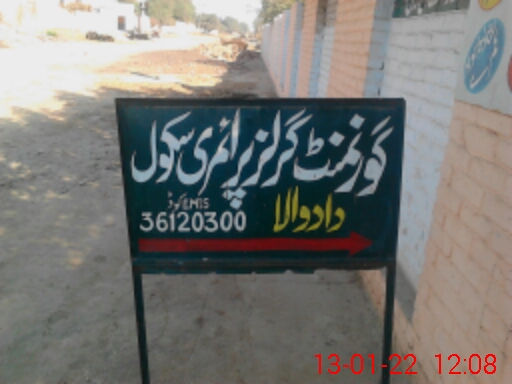 گورنمنٹ گرلز پرائمری سکول
دادوالا
EMIS کوڈ
36120300
13-01-22 12:08